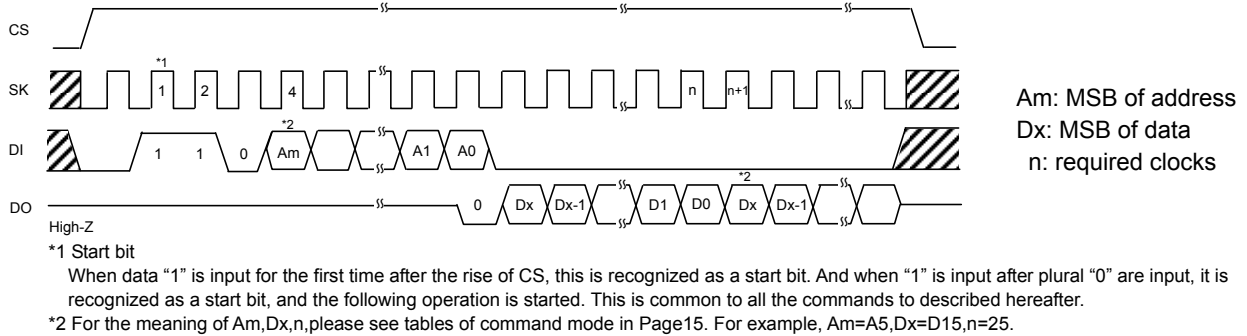 CS
*1
SK 1 2 4 n n+1
*2
DI 1 1 0 Am A1 A0
*2
DO 0 Dx Dx-1 D1 D0 Dx Dx-1
High-Z
Am: MSB of address
Dx: MSB of data
n: required clocks
*1 Start bit
When data “1” is input for the first time after the rise of CS, this is recognized as a start bit. And when “1” is input after plural “0” are input, it is
recognized as a start bit, and the following operation is started. This is common to all the commands to described hereafter.
*2 For the meaning of Am,Dx,n,please see tables of command mode in Page15. For example, Am=A5,Dx=D15,n=25.